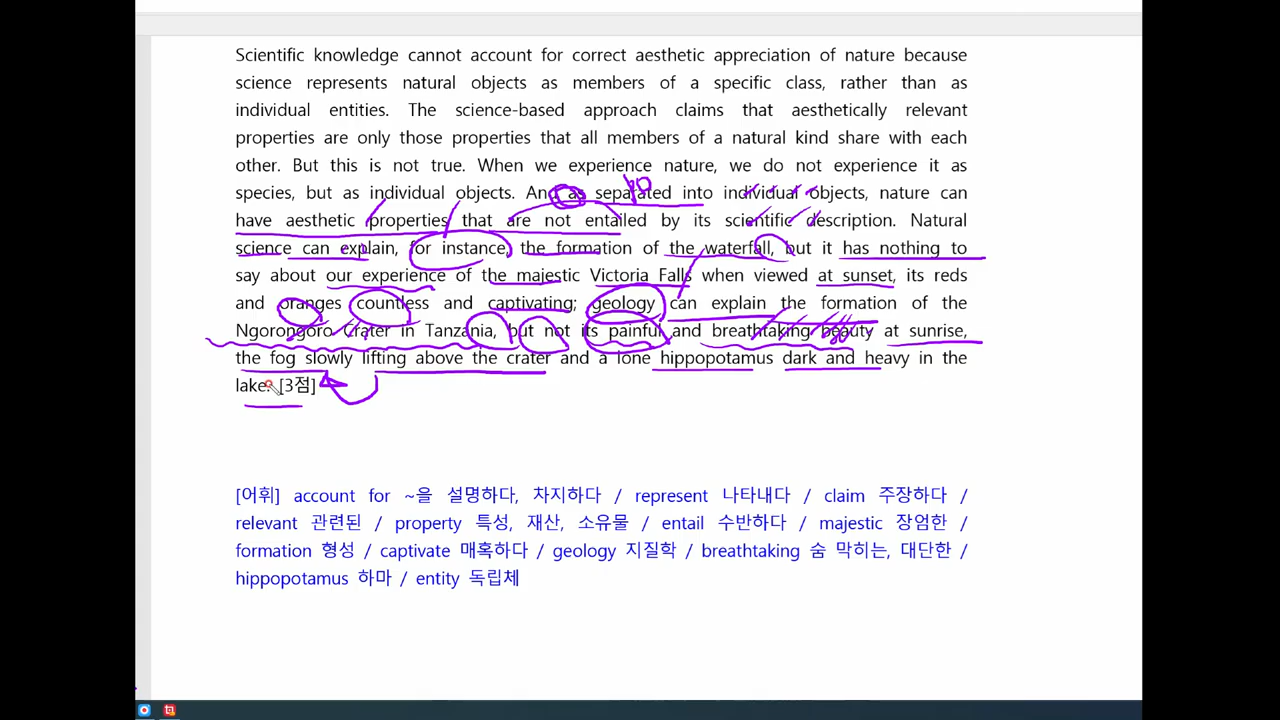 Scientific knowledge cannot account for correct aesthetic appreciation of nature because
science represents natural objects as members of a specific class, rather than as
individual entities. The science-based approach claims that aesthetically relevant
properties are only those properties that all members of a natural kind share with each
other. But this is not true. When we experience nature, we do not experience it as
species, but as individual objects. And as separated into individual objects, nature can
have aesthetic properties that are not entailed by its scientific description. Natural
science can explain, for instance, the formation of the waterfall, but it has nothing to
say about our experience of the majestic Victoria Falls when viewed at sunset, its reds
and oranges countless and captivating; geology can explain the formation of the
Ngorongoro Crater in Tanzania, but not its painful and breathtaking beauty at sunrise,
the fog slowly lifting above the crater and a lone hippopotamus dark and heavy in the
lake. [3점]
[어휘] account for ~을 설명하다, 차지하다 / represent 나타내다 / claim 주장하다 /
relevant 관련된 / property 특성, 재산, 소유물 / entail 수반하다 / majestic 장엄한 /
formation 형성 / captivate 매혹하다 / geology 지질학 / breathtaking 숨 막히는, 대단한 /
hippopotamus 하마 / entity 독립체